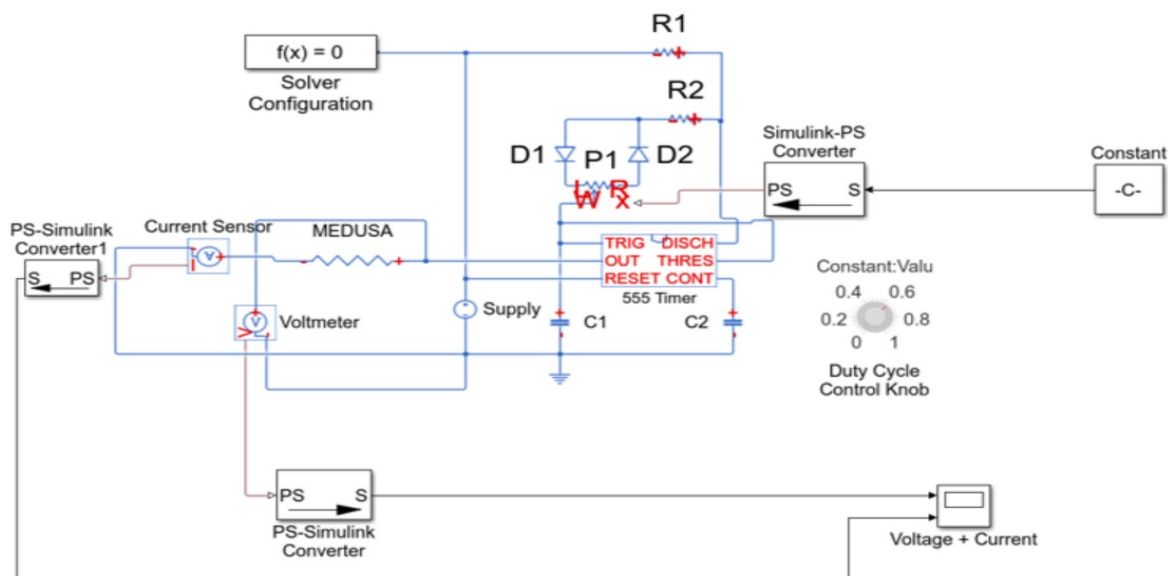 R1
f(x) = 0
Solver
Configuration
R2
Simulink-PS
Converter
Constant
D1
P1
D2
PS S
-C-
L R
W x
PS-Simulink
Converter1
Current Sensor
MEDUSA
S PS
A
+
I
-
+
TRIG DISCH
OUT THRES
RESET CONT
555 Timer
Constant:Valu
0.4 0.6
0.2 0.8
0 1
Duty Cycle
Control Knob
V
V
Voltmeter
Supply
C1
C2
PS S
PS-Simulink
Converter
Voltage + Current